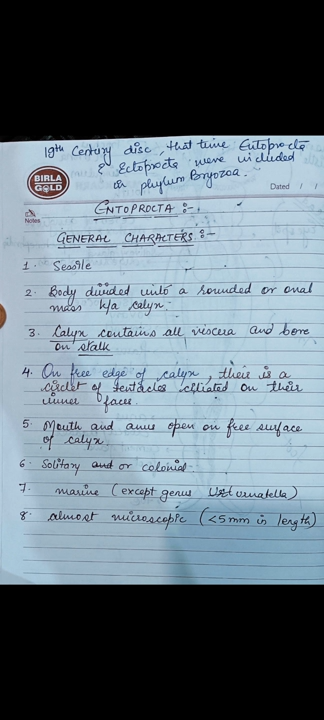 19th Century disc, that time Entoprocta
& Ectoprocta were included
in phylum Bryozoa.
BIRLA
GOLD
Notes
Dated / /
ENTOPROCTA :-
GENERAL CHARACTERS :-
1. Sessile
2. Body divided into a rounded or oval
mass k/a calyx.
3. Calyx contains all viscera and bore
on stalk
4. On free edge of calyx, there is a
circlet of tentacles ciliated on their
inner faces.
5. Mouth and anus open on free surface
of calyx.
6. Solitary or colonial
7. marine (except genus Urnatella)
8. almost microscopic (<5mm in length)